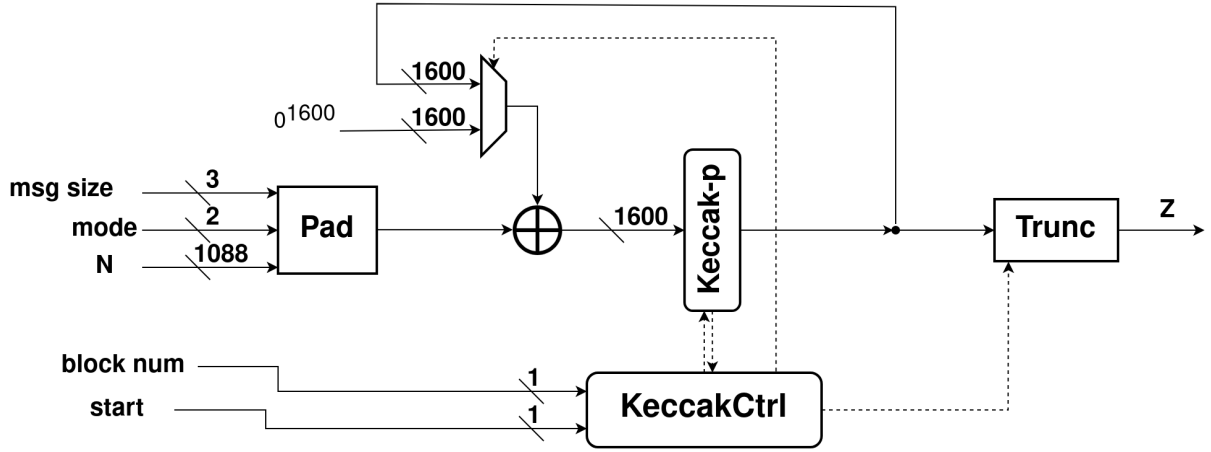 1600
0^1600
1600
msg size
3
mode
2
N
1088
Pad
1600
Keccak-p
Trunc
Z
block num
1
start
1
KeccakCtrl